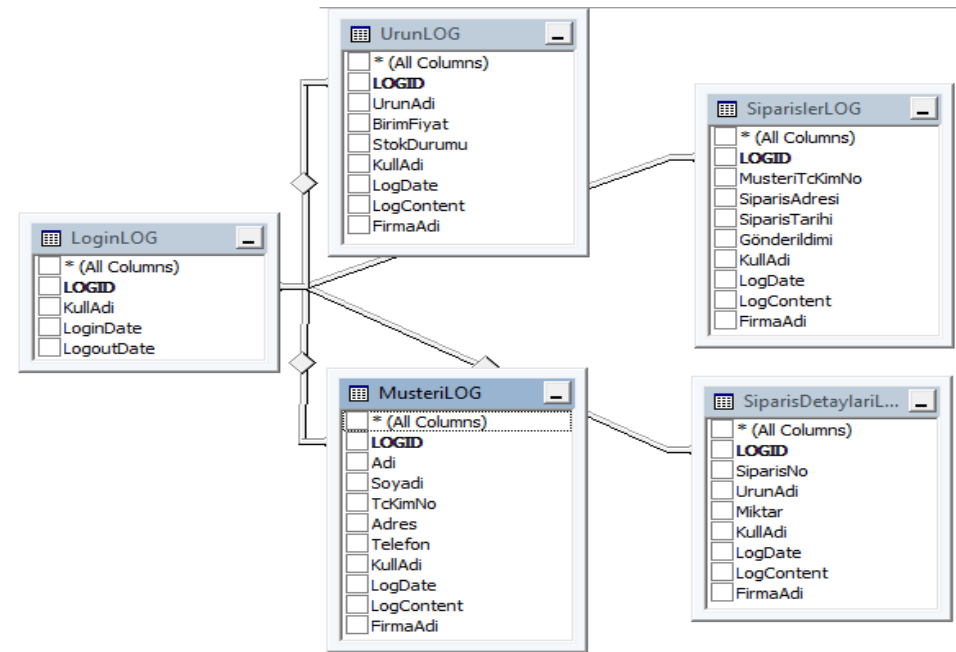 UrunLOG
* (All Columns)
LOGID
UrunAdi
BirimFiyat
StokDurumu
KullAdi
LogDate
LogContent
FirmaAdi
SiparislerLOG
* (All Columns)
LOGID
MusteriTcKimNo
SiparisAdresi
SiparisTarihi
Gönderildimi
KullAdi
LogDate
LogContent
FirmaAdi
LoginLOG
* (All Columns)
LOGID
KullAdi
LoginDate
LogoutDate
MusteriLOG
* (All Columns)
LOGID
Adi
Soyadi
TcKimNo
Adres
Telefon
KullAdi
LogDate
LogContent
FirmaAdi
SiparisDetaylariL...
* (All Columns)
LOGID
SiparisNo
UrunAdi
Miktar
KullAdi
LogDate
LogContent
FirmaAdi